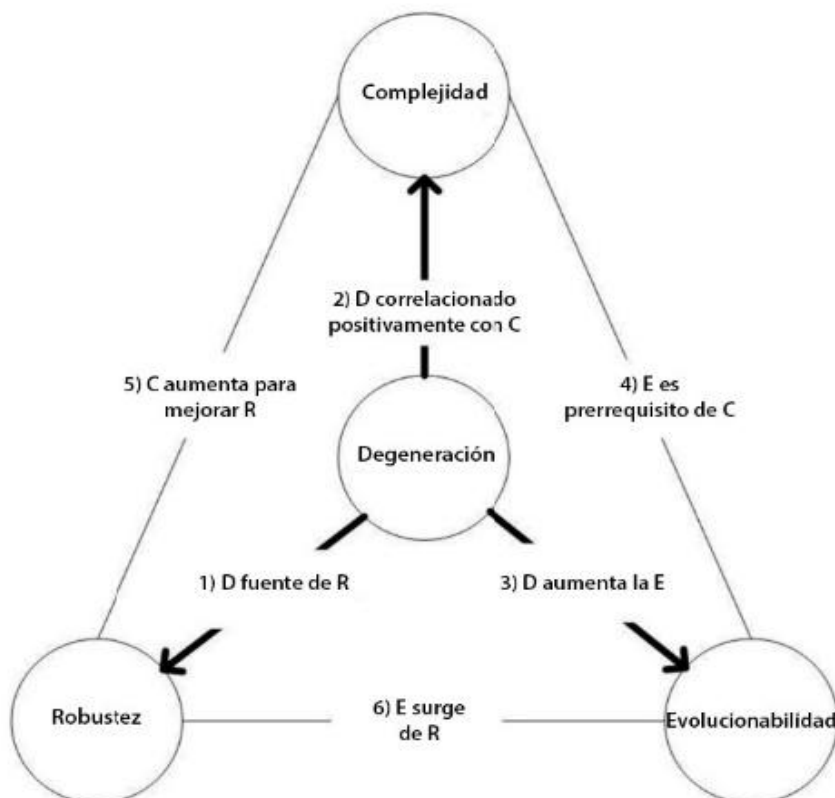 Complejidad
2) D correlacionado
positivamente con C
5) C aumenta para
mejorar R
4) E es
prerrequisito de C
Degeneración
1) D fuente de R
3) D aumenta la E
Robustez
6) E surge
de R
Evolucionabilidad